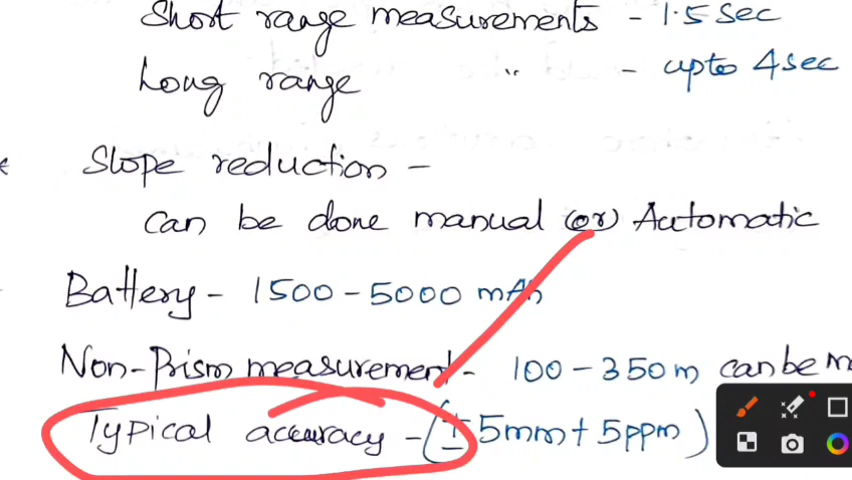 Short range measurements - 1.5 sec
Long range " - upto 4 sec
Slope reduction -
can be done manual (or) Automatic
Battery - 1500 - 5000 mAh
Non-Prism measurement - 100 - 350 m can be m
Typical accuracy - (± 5mm + 5ppm)